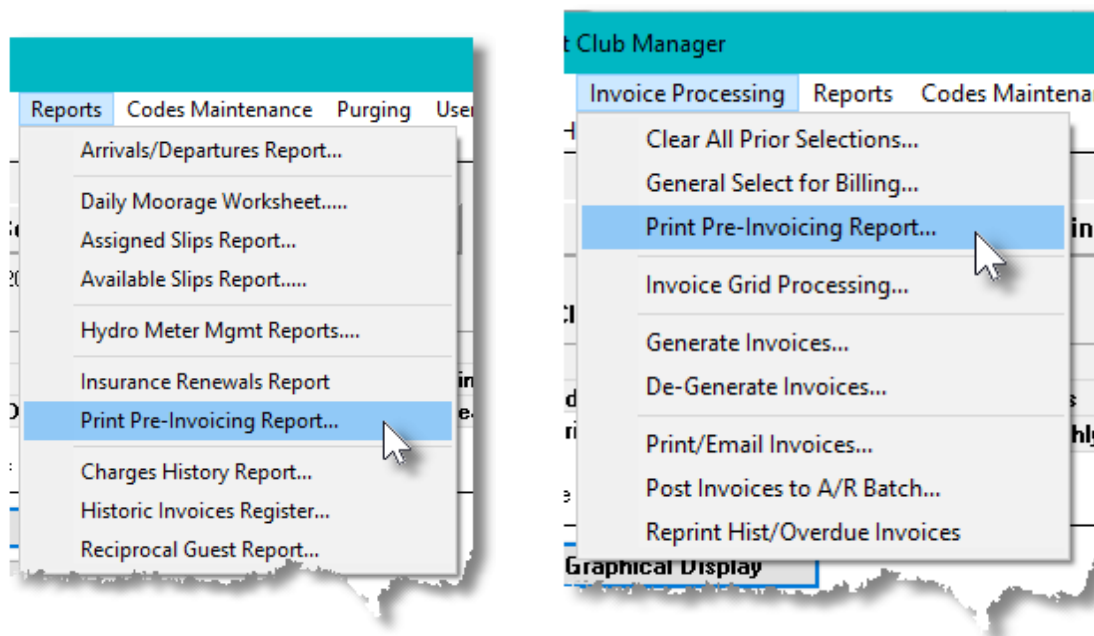 Reports Codes Maintenance Purging User
Arrivals/Departures Report...
Daily Moorage Worksheet.....
Assigned Slips Report...
Available Slips Report.....
Hydro Meter Mgmt Reports....
Insurance Renewals Report
Print Pre-Invoicing Report...
Charges History Report...
Historic Invoices Register...
Reciprocal Guest Report...
t Club Manager
Invoice Processing Reports Codes Maintena
Clear All Prior Selections...
General Select for Billing...
Print Pre-Invoicing Report...
Invoice Grid Processing...
Generate Invoices...
De-Generate Invoices...
Print/Email Invoices...
Post Invoices to A/R Batch...
Reprint Hist/Overdue Invoices
Graphical Display